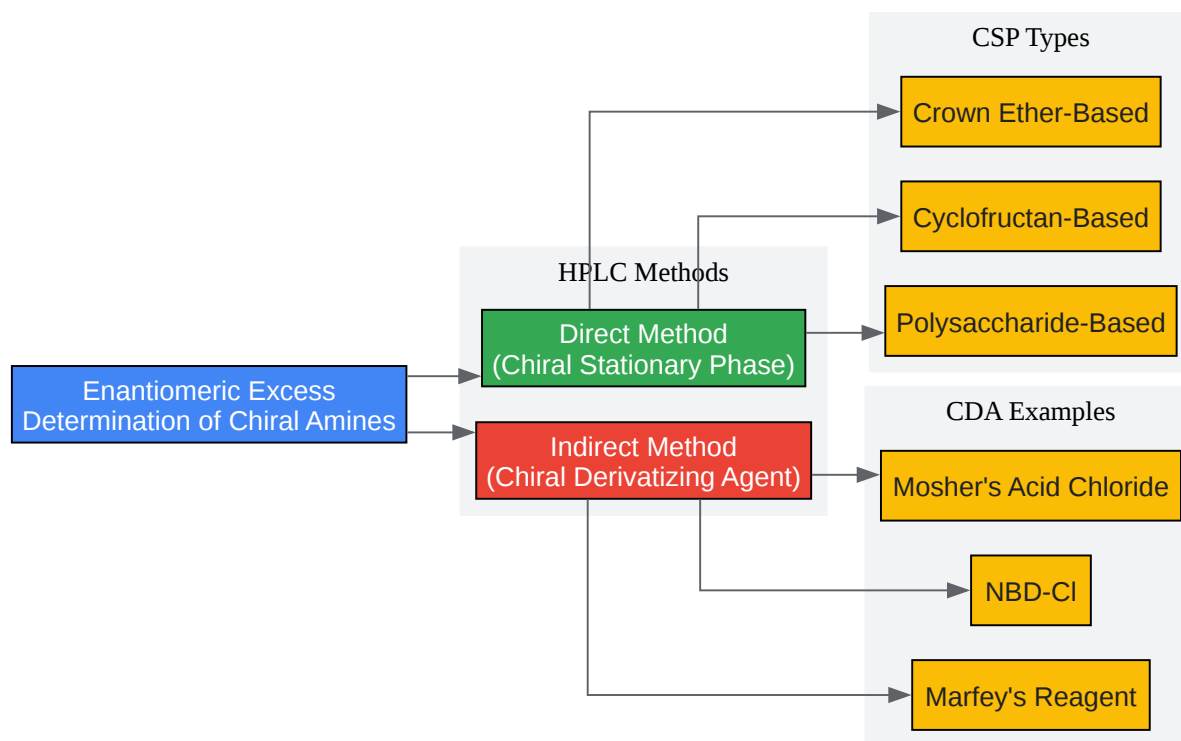 Enantiomeric Excess
Determination of Chiral Amines
HPLC Methods
Direct Method
(Chiral Stationary Phase)
Indirect Method
(Chiral Derivatizing Agent)
CSP Types
Crown Ether-Based
Cyclofructan-Based
Polysaccharide-Based
CDA Examples
Mosher's Acid Chloride
NBD-Cl
Marfey's Reagent